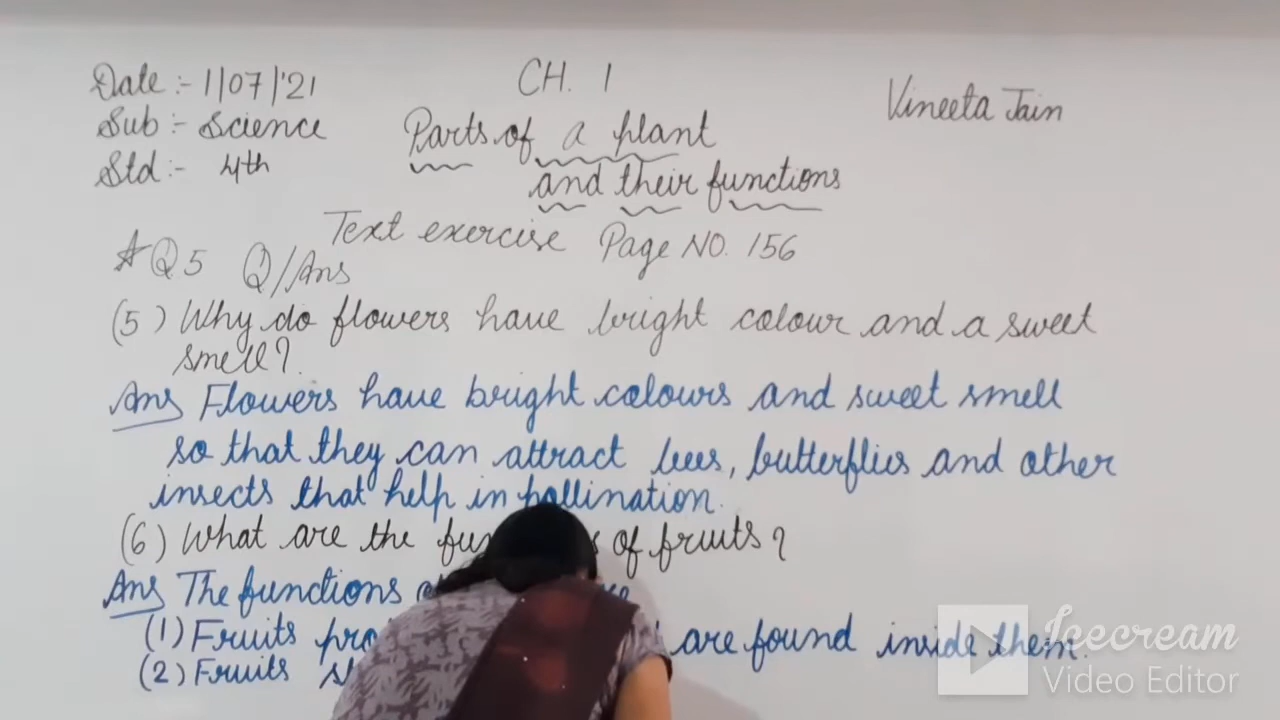 Date :- 1/07/'21
CH. 1
Vineeta Jain
Sub :- Science
Parts of a plant
Std :- 4th
and their functions
Text exercise Page NO. 156
Q.5 Q/Ans
(5) Why do flowers have bright colour and a sweet
smell?
Ans Flowers have bright colours and sweet smell
so that they can attract bees, butterflies and other
insects that help in pollination.
(6) What are the of fruits?
Ans The functions
(1) Fruits are found inside them.
(2) Fruits
Icecream
Video Editor